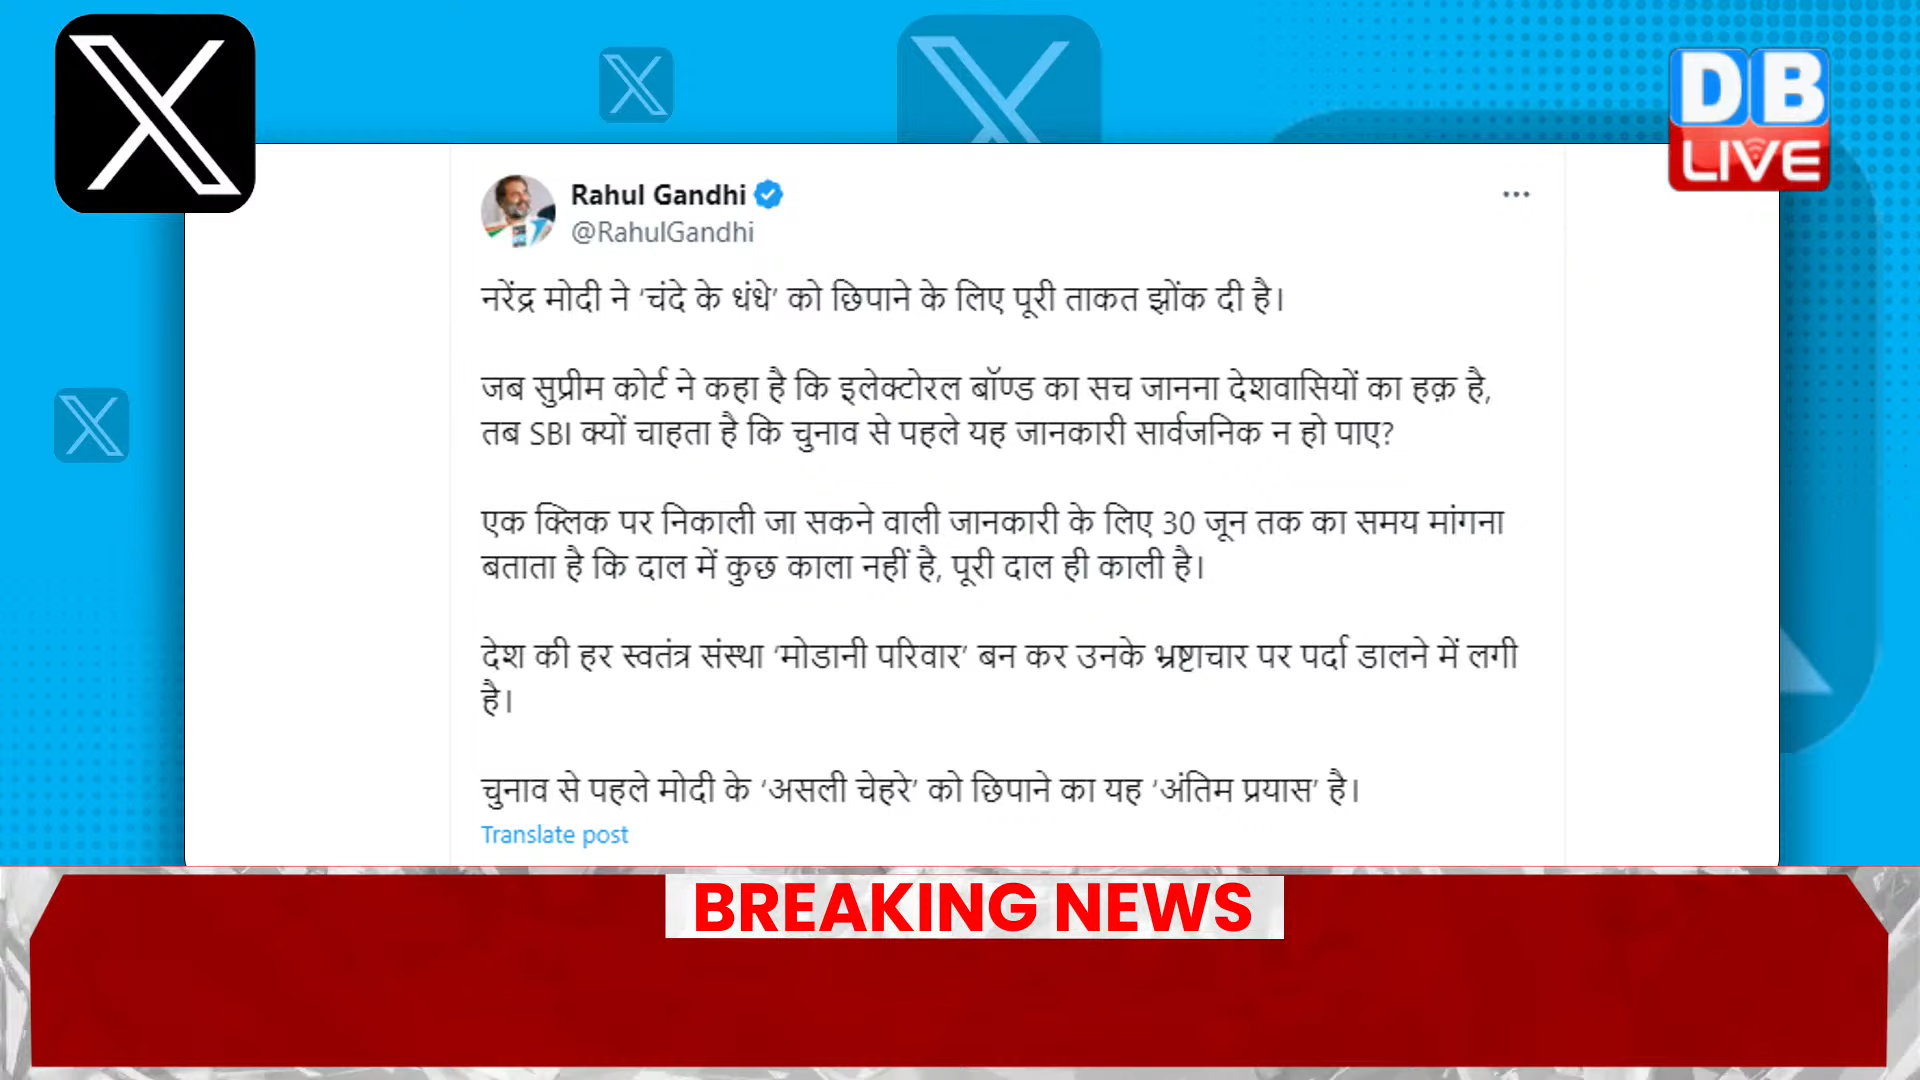 DB
LIVE
Rahul Gandhi
@RahulGandhi
नरेंद्र मोदी ने ‘चंदे के धंधे’ को छिपाने के लिए पूरी ताकत झोंक दी है।
जब सुप्रीम कोर्ट ने कहा है कि इलेक्टोरल बॉण्ड का सच जानना देशवासियों का हक़ है,
तब SBI क्यों चाहता है कि चुनाव से पहले यह जानकारी सार्वजनिक न हो पाए?
एक क्लिक पर निकाली जा सकने वाली जानकारी के लिए 30 जून तक का समय मांगना
बताता है कि दाल में कुछ काला नहीं है, पूरी दाल ही काली है।
देश की हर स्वतंत्र संस्था ‘मोडानी परिवार’ बन कर उनके भ्रष्टाचार पर पर्दा डालने में लगी
है।
चुनाव से पहले मोदी के ‘असली चेहरे’ को छिपाने का यह ‘अंतिम प्रयास’ है।
Translate post
BREAKING NEWS